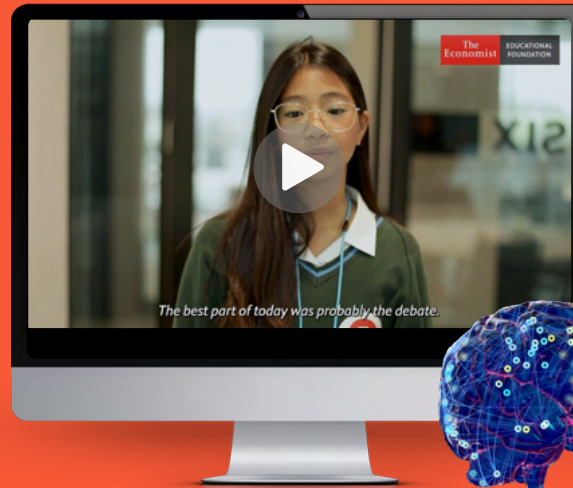 The
Economist
EDUCATIONAL
FOUNDATION
SIX
The best part of today was probably the debate.